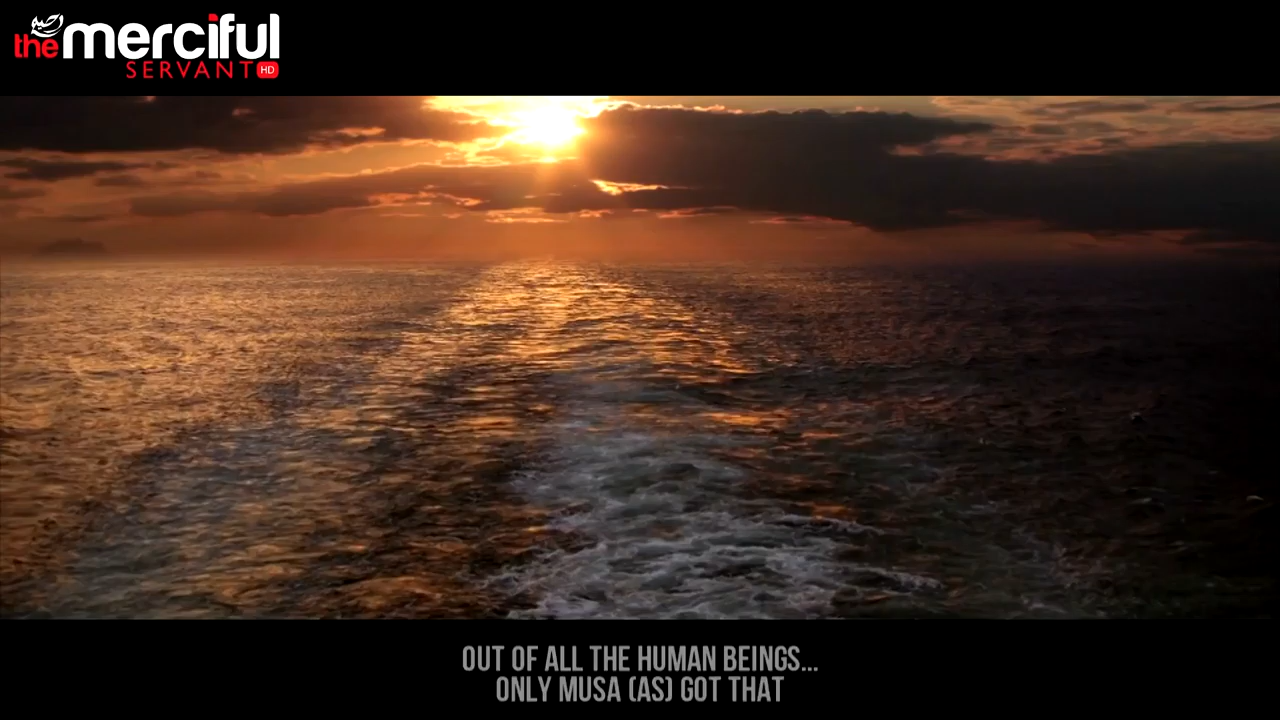 the merciful
SERVANT HD
OUT OF ALL THE HUMAN BEINGS...
ONLY MUSA (AS) GOT THAT